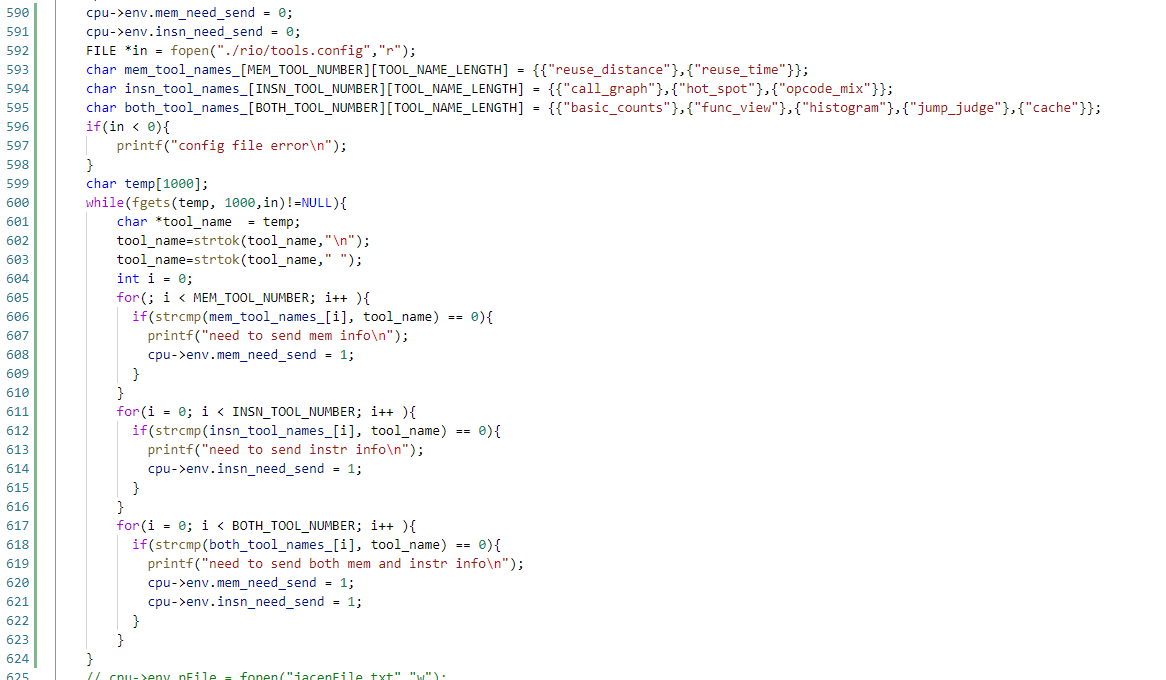 590 cpu->env.mem_need_send = 0;
591 cpu->env.insn_need_send = 0;
592 FILE *in = fopen("./rio/tools.config","r");
593 char mem_tool_names_[MEM_TOOL_NUMBER][TOOL_NAME_LENGTH] = {{"reuse_distance"},{"reuse_time"}};
594 char insn_tool_names_[INSN_TOOL_NUMBER][TOOL_NAME_LENGTH] = {{"call_graph"},{"hot_spot"},{"opcode_mix"}};
595 char both_tool_names_[BOTH_TOOL_NUMBER][TOOL_NAME_LENGTH] = {{"basic_counts"},{"func_view"},{"histogram"},{"jump_judge"},{"cache"}};
596 if(in < 0){
597 printf("config file error\n");
598 }
599 char temp[1000];
600 while(fgets(temp, 1000,in)!=NULL){
601 char *tool_name  = temp;
602 tool_name=strtok(tool_name,"\n");
603 tool_name=strtok(tool_name," ");
604 int i = 0;
605 for(; i < MEM_TOOL_NUMBER; i++ ){
606 if(strcmp(mem_tool_names_[i], tool_name) == 0){
607 printf("need to send mem info\n");
608 cpu->env.mem_need_send = 1;
609 }
610 }
611 for(i = 0; i < INSN_TOOL_NUMBER; i++ ){
612 if(strcmp(insn_tool_names_[i], tool_name) == 0){
613 printf("need to send instr info\n");
614 cpu->env.insn_need_send = 1;
615 }
616 }
617 for(i = 0; i < BOTH_TOOL_NUMBER; i++ ){
618 if(strcmp(both_tool_names_[i], tool_name) == 0){
619 printf("need to send both mem and instr info\n");
620 cpu->env.mem_need_send = 1;
621 cpu->env.insn_need_send = 1;
622 }
623 }
624 }
625 // cpu->env.pFile = fopen("jacenFile.txt","w");